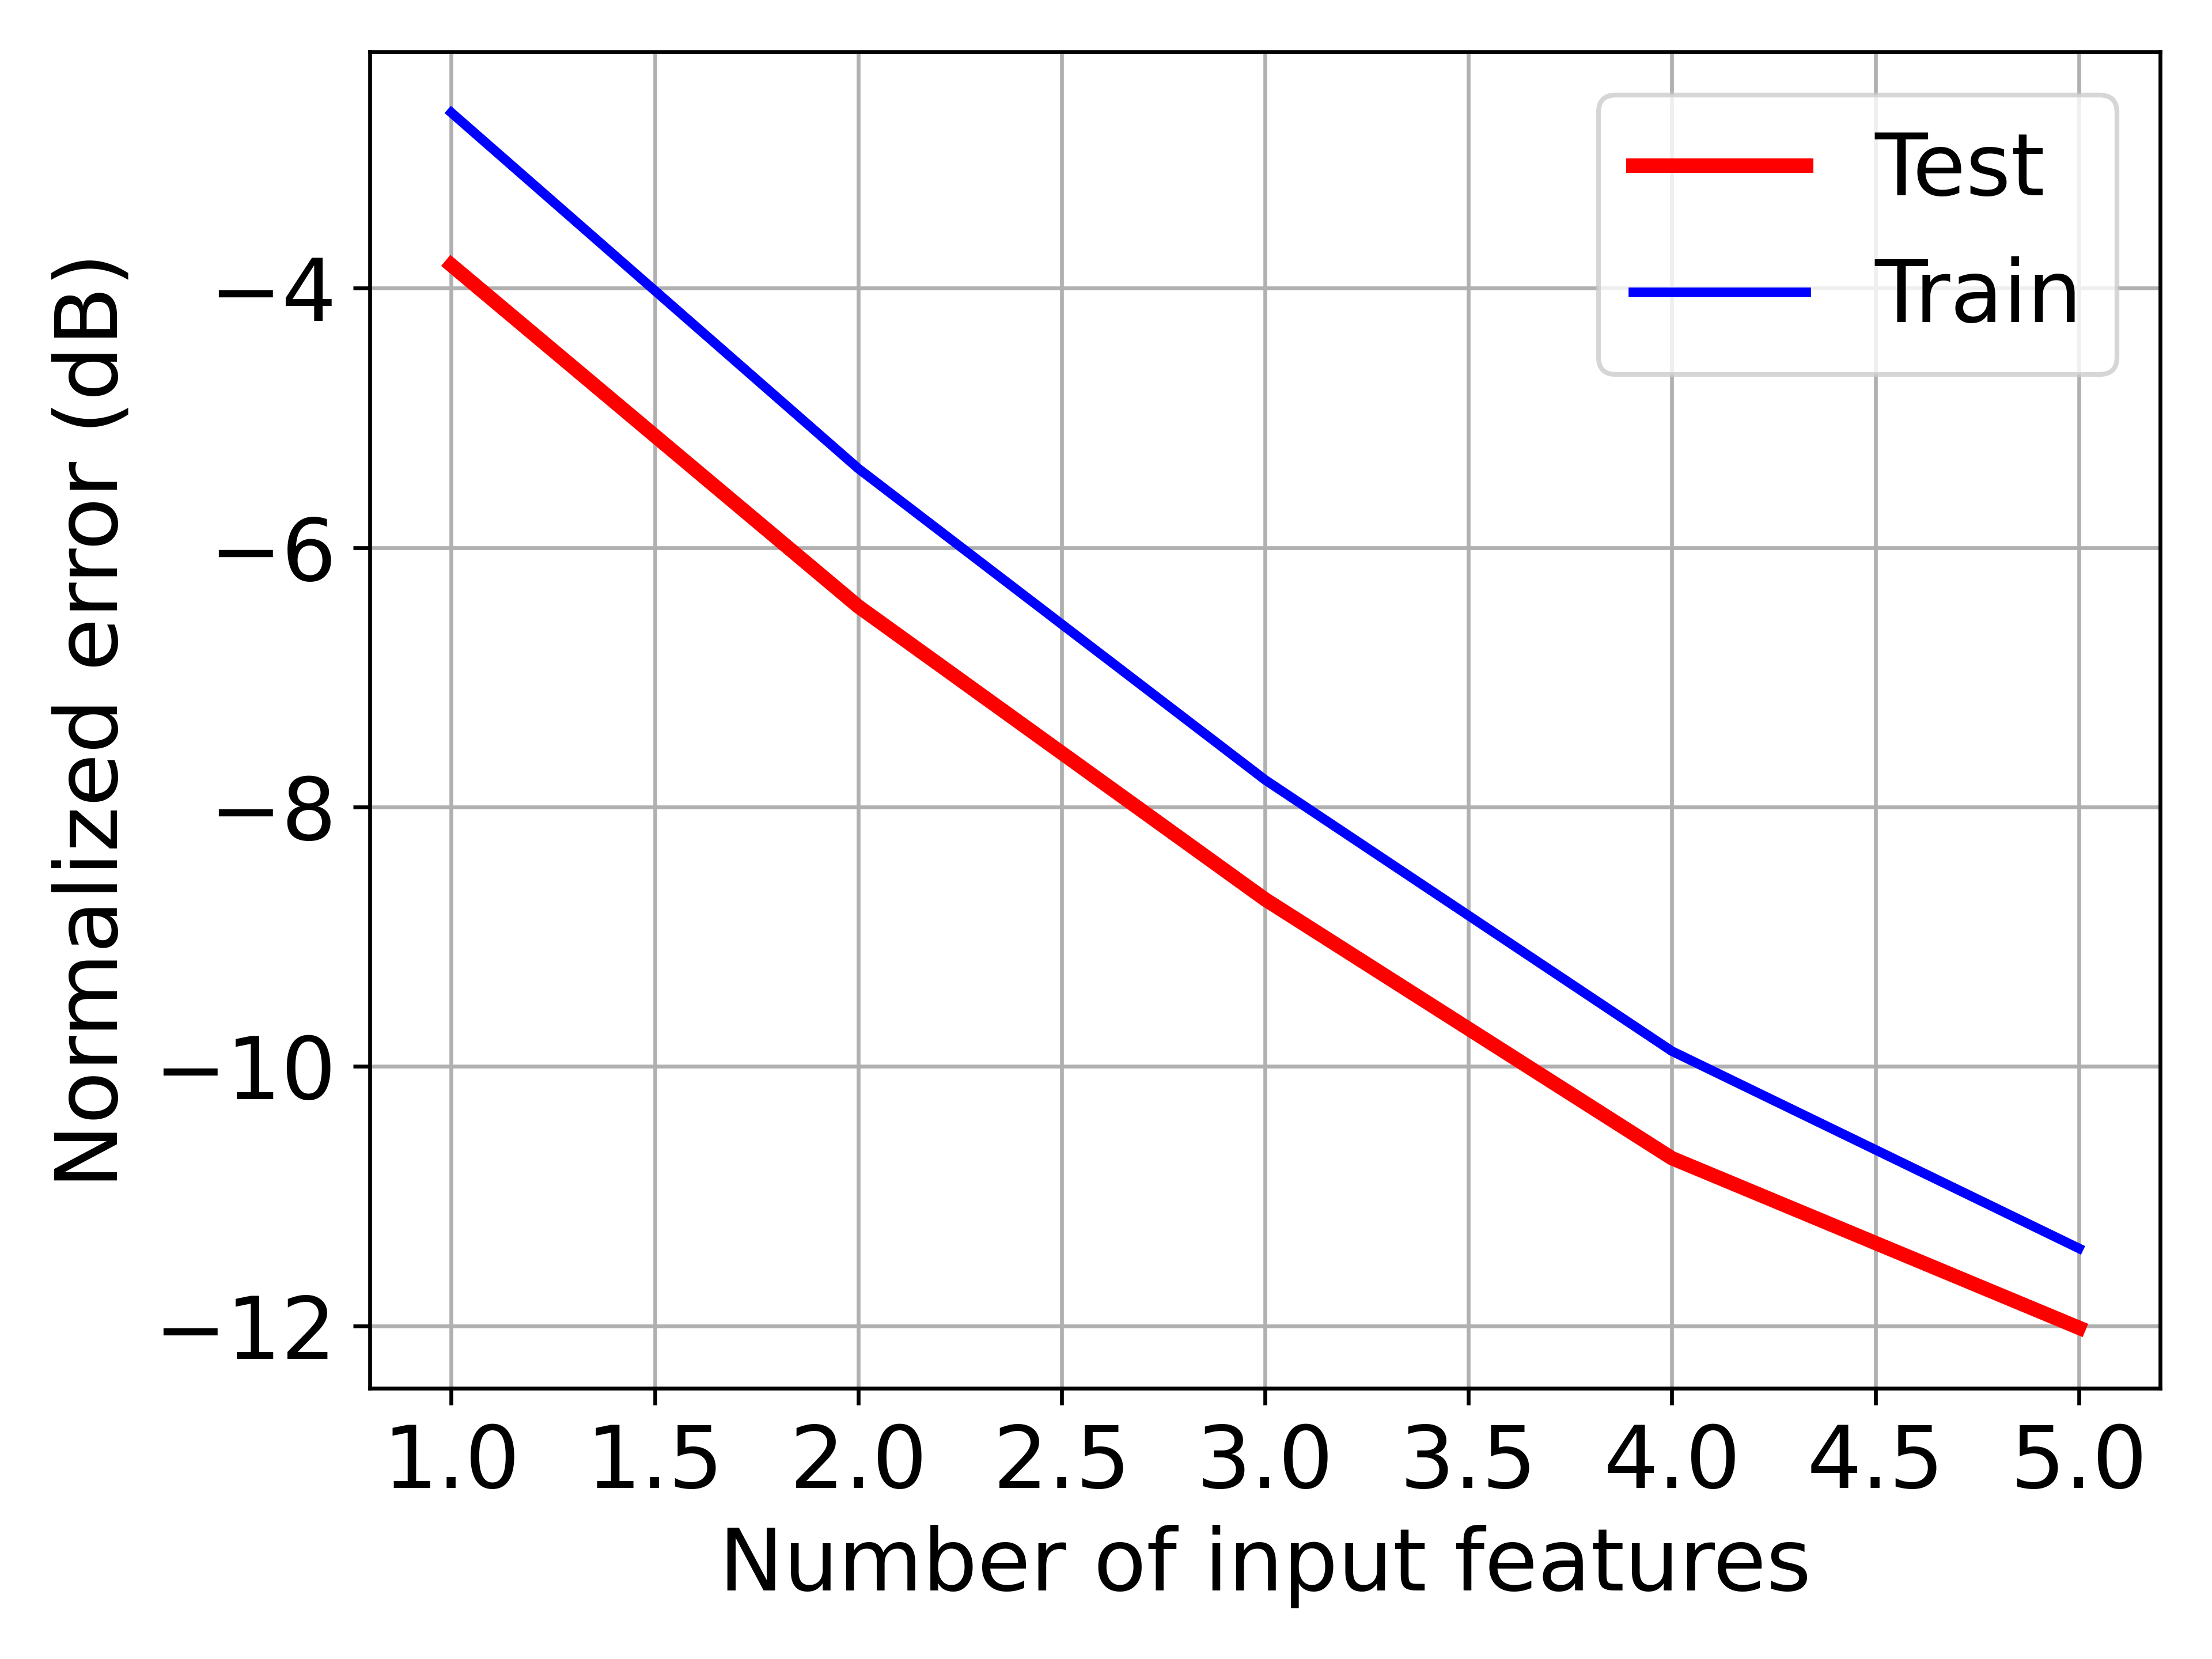 Test
Train
−4
−6
−8
−10
−12
Normalized error (dB)
1.0 1.5 2.0 2.5 3.0 3.5 4.0 4.5 5.0
Number of input features